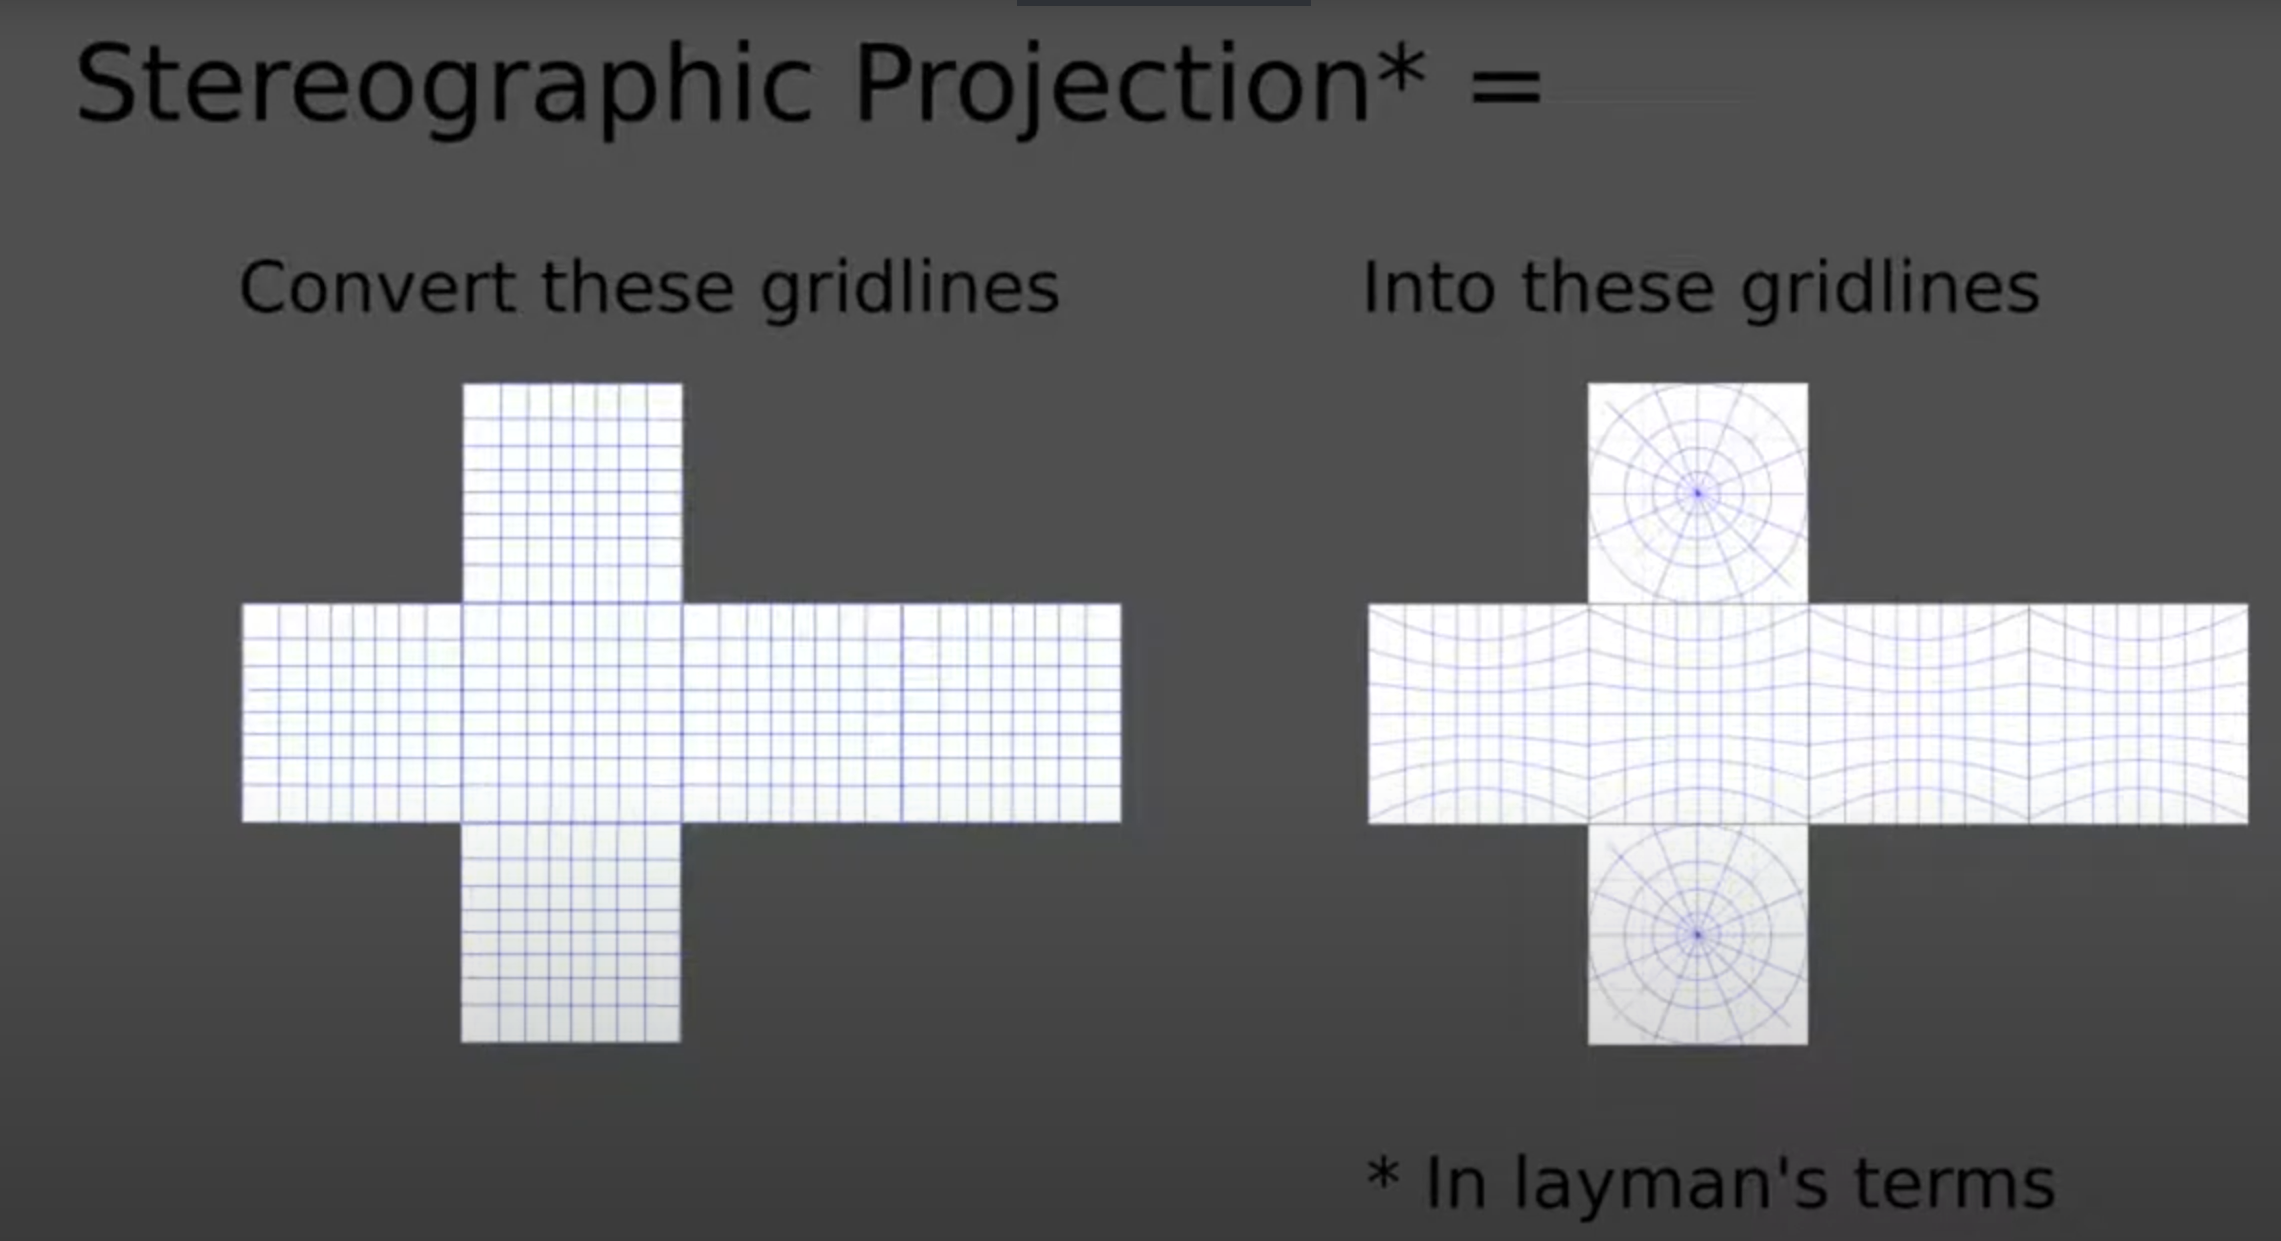 Stereographic Projection* =
Convert these gridlines
Into these gridlines
* In layman's terms